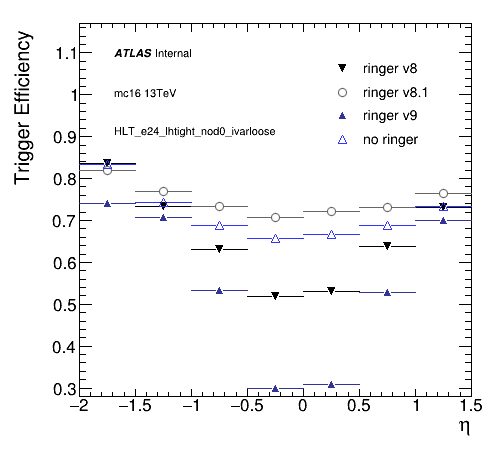 Trigger Efficiency
ATLAS Internal
mc16 13TeV
HLT_e24_lhtight_nod0_ivarloose
ringer v8
ringer v8.1
ringer v9
no ringer
1.1
1
0.9
0.8
0.7
0.6
0.5
0.4
0.3
−2 −1.5 −1 −0.5 0 0.5 1 1.5
η